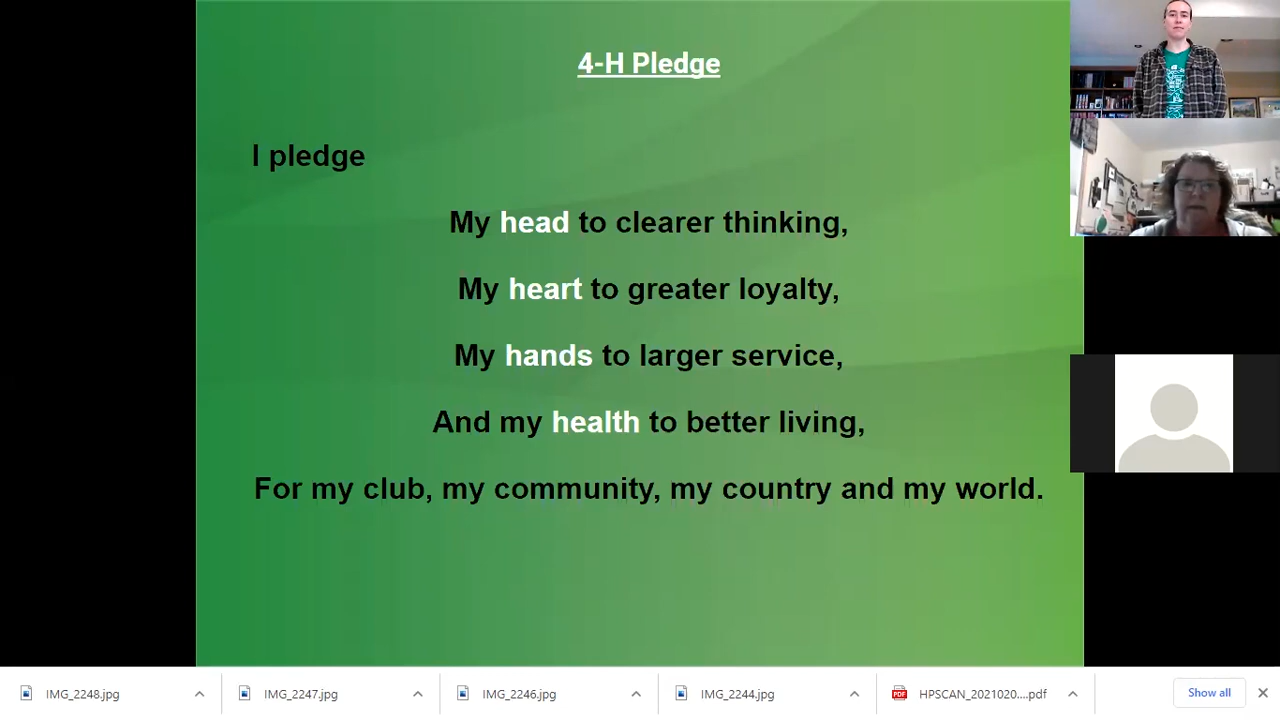 4-H Pledge
I pledge
My head to clearer thinking,
My heart to greater loyalty,
My hands to larger service,
And my health to better living,
For my club, my community, my country and my world.
IMG_2248.jpg
IMG_2247.jpg
IMG_2246.jpg
IMG_2244.jpg
HPSCAN_2021020....pdf
Show all